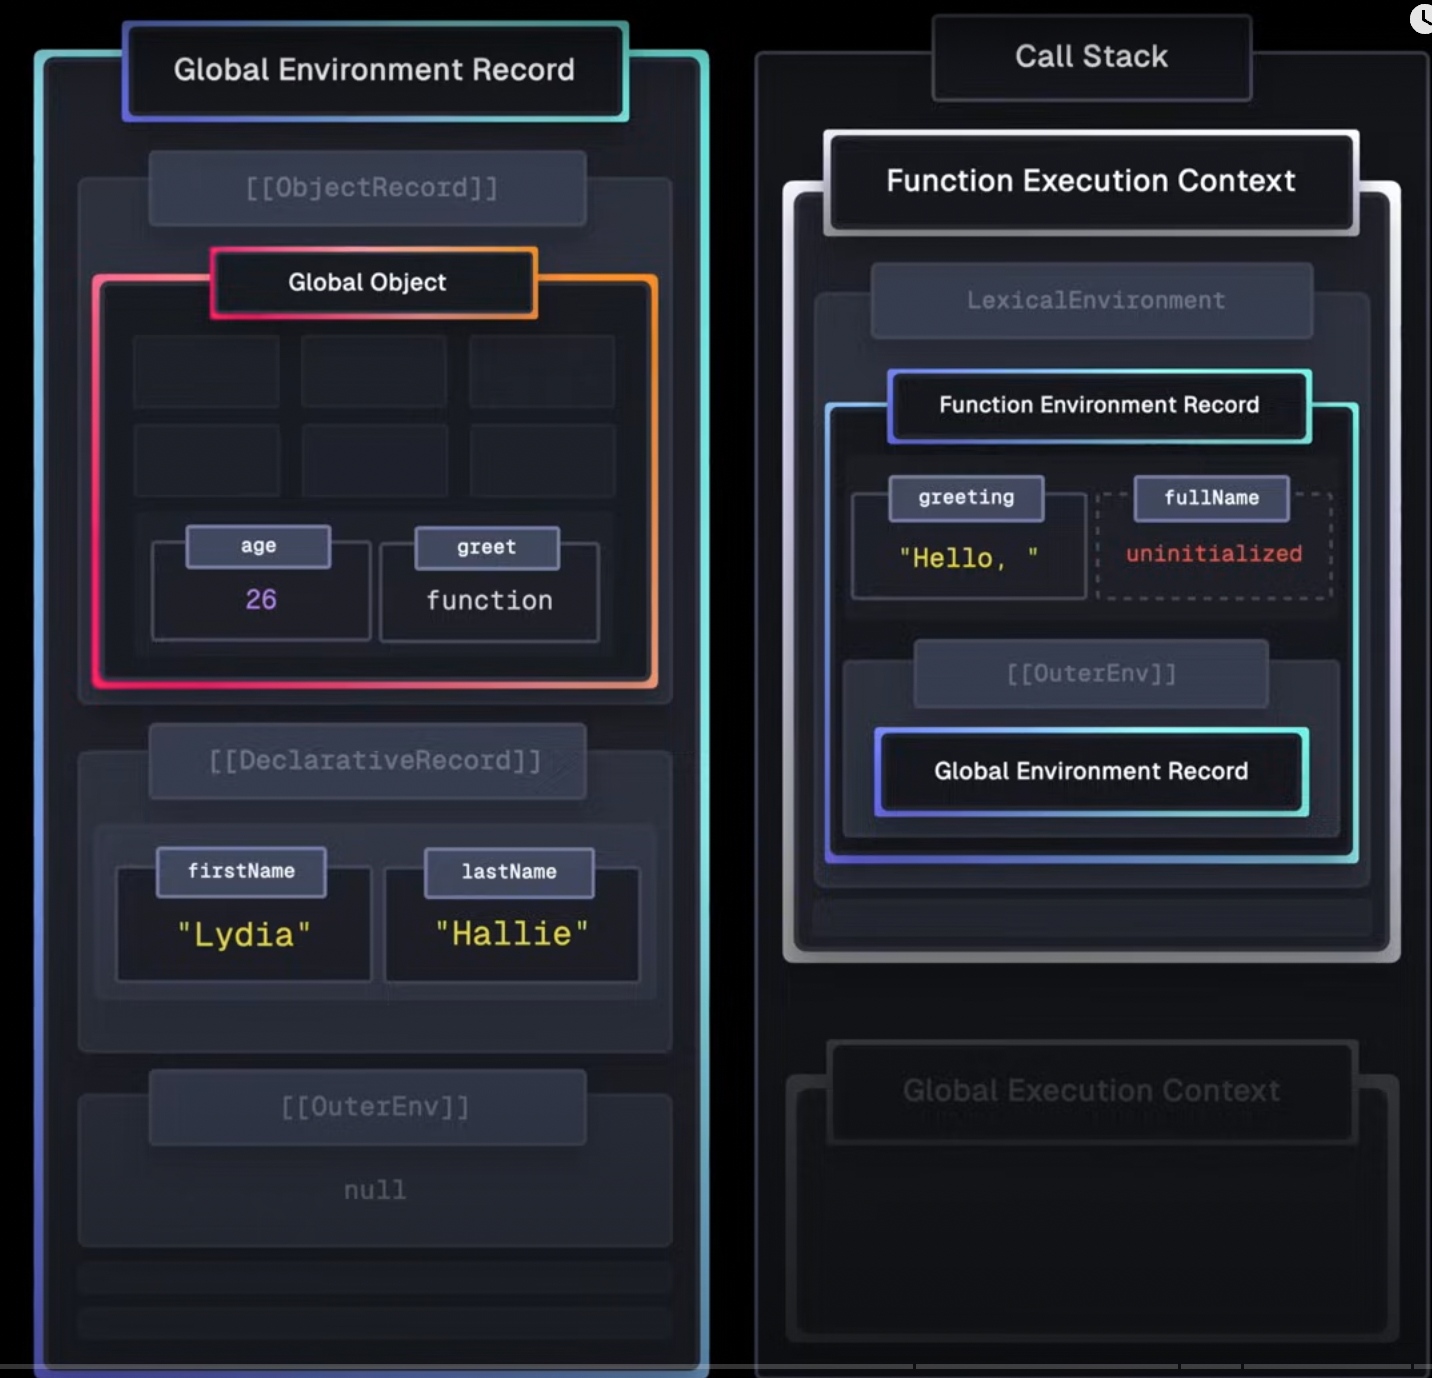 Global Environment Record
[[ObjectRecord]]
Global Object
age
greet
26
function
[[DeclarativeRecord]]
firstName
lastName
"Lydia"
"Hallie"
[[OuterEnv]]
null
Call Stack
Function Execution Context
LexicalEnvironment
Function Environment Record
greeting
fullName
"Hello, "
uninitialized
[[OuterEnv]]
Global Environment Record
Global Execution Context